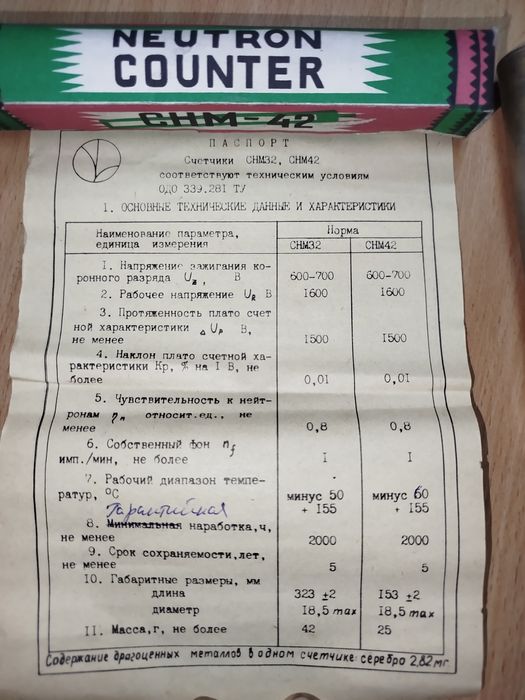 NEUTRON
COUNTER
СНМ-42
ПАСПОРТ
Счетчики СНМ32, СНМ42
соответствуют техническим условиям
ОДО 339.281 ТУ
1. ОСНОВНЫЕ ТЕХНИЧЕСКИЕ ДАННЫЕ И ХАРАКТЕРИСТИКИ
Наименование параметра, Норма
единица измерения СНМ32 СНМ42
1. Напряжение зажигания ко-
ронного разряда Uз, В 600-700 600-700
2. Рабочее напряжение UR В 1600 1600
3. Протяженность плато счет
ной характеристики ΔUр В,
не менее 1500 1500
4. Наклон плато счетной ха-
рактеристики Кр, % на I В, не
более 0,01 0,01
5. Чувствительность к нейт-
ронам ηn относит.ед., не
менее 0,8 0,8
6. Собственный фон nf
имп./мин, не более I I
7. Рабочий диапазон темпе-
ратур, °С минус 50 минус 60
+ 155 + 155
Гарантийная
8. Минимальная наработка,ч,
не менее 2000 2000
9. Срок сохраняемости,лет,
не менее 5 5
10. Габаритные размеры, мм
длина 323 ±2 153 ±2
диаметр 18,5 max 18,5 max
II. Масса,г, не более 42 25
Содержание драгоценных металлов в одном счетчике: серебро 2,82 мг.